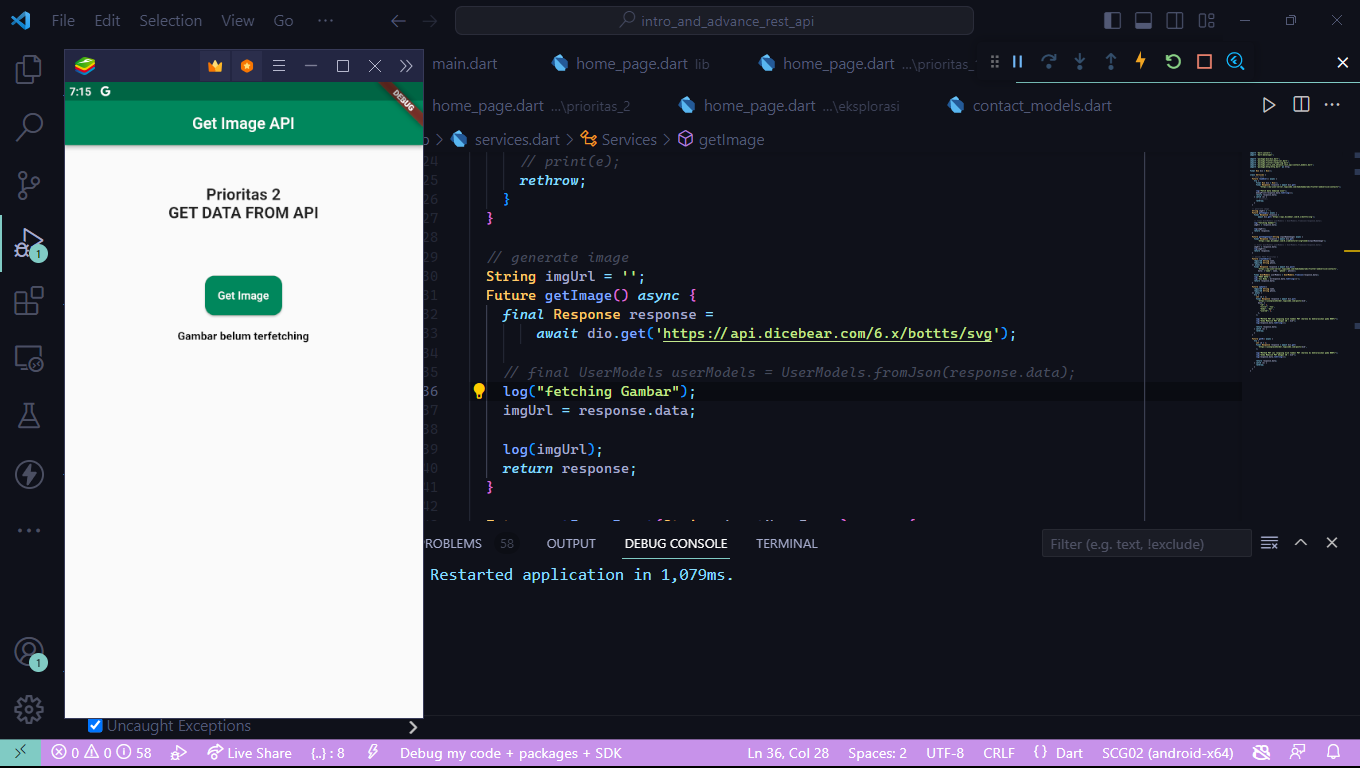 File Edit Selection View Go ··· intro_and_advance_rest_api
main.dart home_page.dart lib home_page.dart ...\prioritas_
home_page.dart ...\prioritas_2 home_page.dart ...\eksplorasi contact_models.dart
services.dart > Services > getImage
7:15 G
DEBUG
Get Image API
Prioritas 2
GET DATA FROM API
Get Image
Gambar belum terfetching
24 // print(e);
25 rethrow;
26 }
27 }
28
29 // generate image
30 String imgUrl = '';
31 Future getImage() async {
32 final Response response =
33 await dio.get('https://api.dicebear.com/6.x/bottts/svg');
34
35 // final UserModels userModels = UserModels.fromJson(response.data);
36 log("fetching Gambar");
37 imgUrl = response.data;
38
39 log(imgUrl);
40 return response;
41 }
42
PROBLEMS 58 OUTPUT DEBUG CONSOLE TERMINAL Filter (e.g. text, !exclude)
Restarted application in 1,079ms.
1
1
Uncaught Exceptions
0 0 58 Live Share {..} : 8 Debug my code + packages + SDK Ln 36, Col 28 Spaces: 2 UTF-8 CRLF { } Dart SCG02 (android-x64)